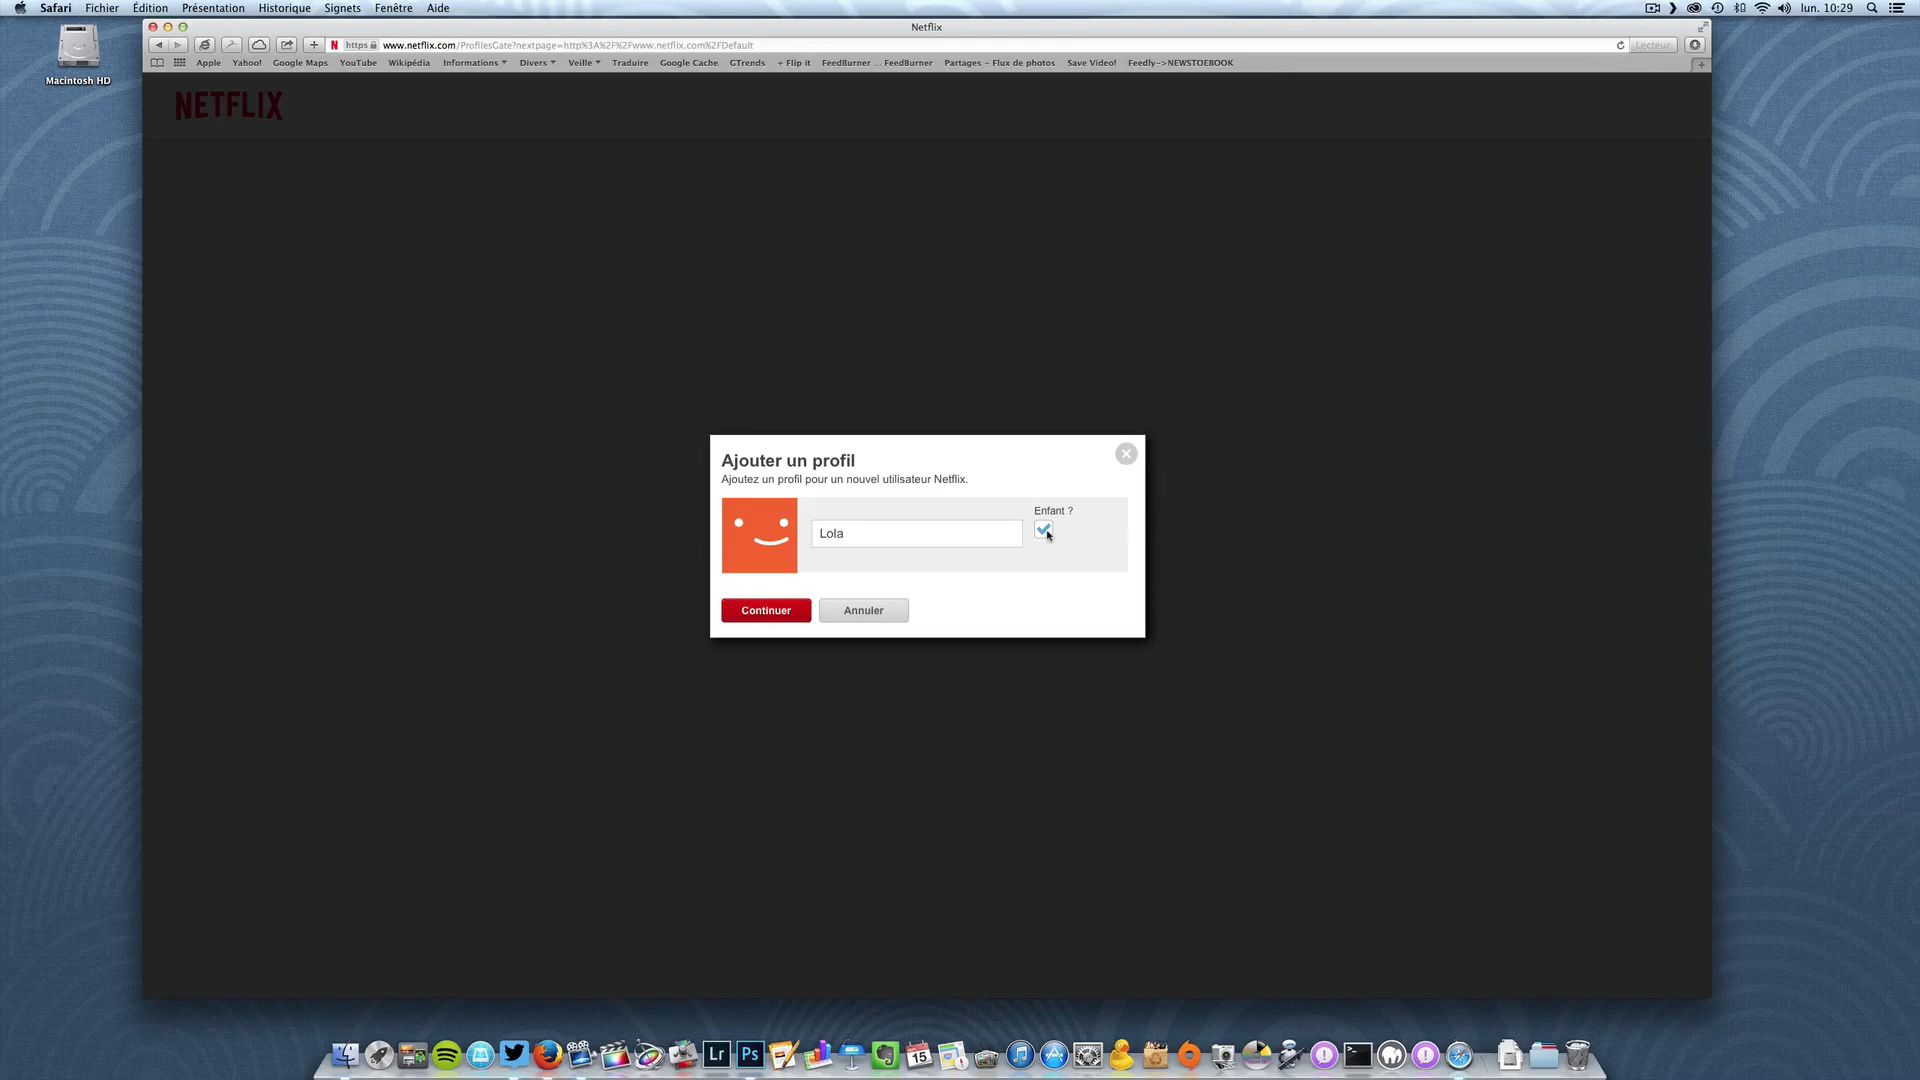 Safari Fichier Édition Présentation Historique Signets Fenêtre Aide lun. 10:29
Macintosh HD
Netflix
https www.netflix.com/ProfilesGate?nextpage=http%3A%2F%2Fwww.netflix.com%2FDefault Lecteur
Apple Yahoo! Google Maps YouTube Wikipédia Informations Divers Veille Traduire Google Cache GTrends + Flip it FeedBurner ... FeedBurner Partages – Flux de photos Save Video! Feedly->NEWSTOEBOOK
NETFLIX
Ajouter un profil
Ajoutez un profil pour un nouvel utilisateur Netflix.
Enfant ?
Lola
Continuer Annuler
Lr Ps 15